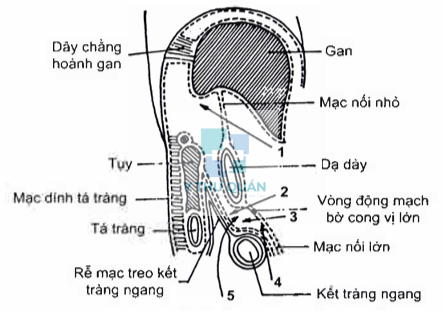 Dây chằng
hoành gan
Gan
Mạc nối nhỏ
1
Tụy
Dạ dày
Mạc dính tá tràng
2
Vòng động mạch
bờ cong vị lớn
3
Tá tràng
Mạc nối lớn
Rễ mạc treo kết
tràng ngang
5
4
Kết tràng ngang